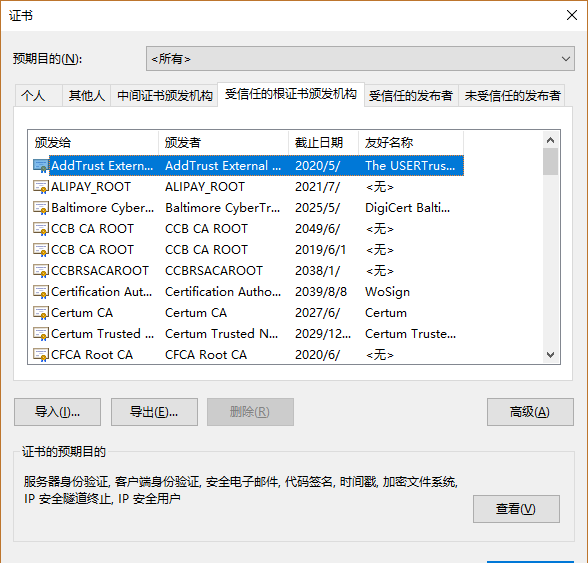 证书
预期目的(N):
<所有>
个人 其他人 中间证书颁发机构 受信任的根证书颁发机构 受信任的发布者 未受信任的发布者
颁发给 颁发者 截止日期 友好名称
AddTrust Extern... AddTrust External ... 2020/5/ The USERTrus...
ALIPAY_ROOT ALIPAY_ROOT 2021/7/ <无>
Baltimore Cyber... Baltimore CyberTr... 2025/5/ DigiCert Balti...
CCB CA ROOT CCB CA ROOT 2049/6/ <无>
CCB CA ROOT CCB CA ROOT 2019/6/1 <无>
CCBRSACAROOT CCBRSACAROOT 2038/1/ <无>
Certification Aut... Certification Autho... 2039/8/8 WoSign
Certum CA Certum CA 2027/6/ Certum
Certum Trusted ... Certum Trusted N... 2029/12... Certum Truste...
CFCA Root CA CFCA Root CA 2020/6/ <无>
导入(I)... 导出(E)... 删除(R) 高级(A)
证书的预期目的
服务器身份验证, 客户端身份验证, 安全电子邮件, 代码签名, 时间戳, 加密文件系统,
IP 安全隧道终止, IP 安全用户
查看(V)